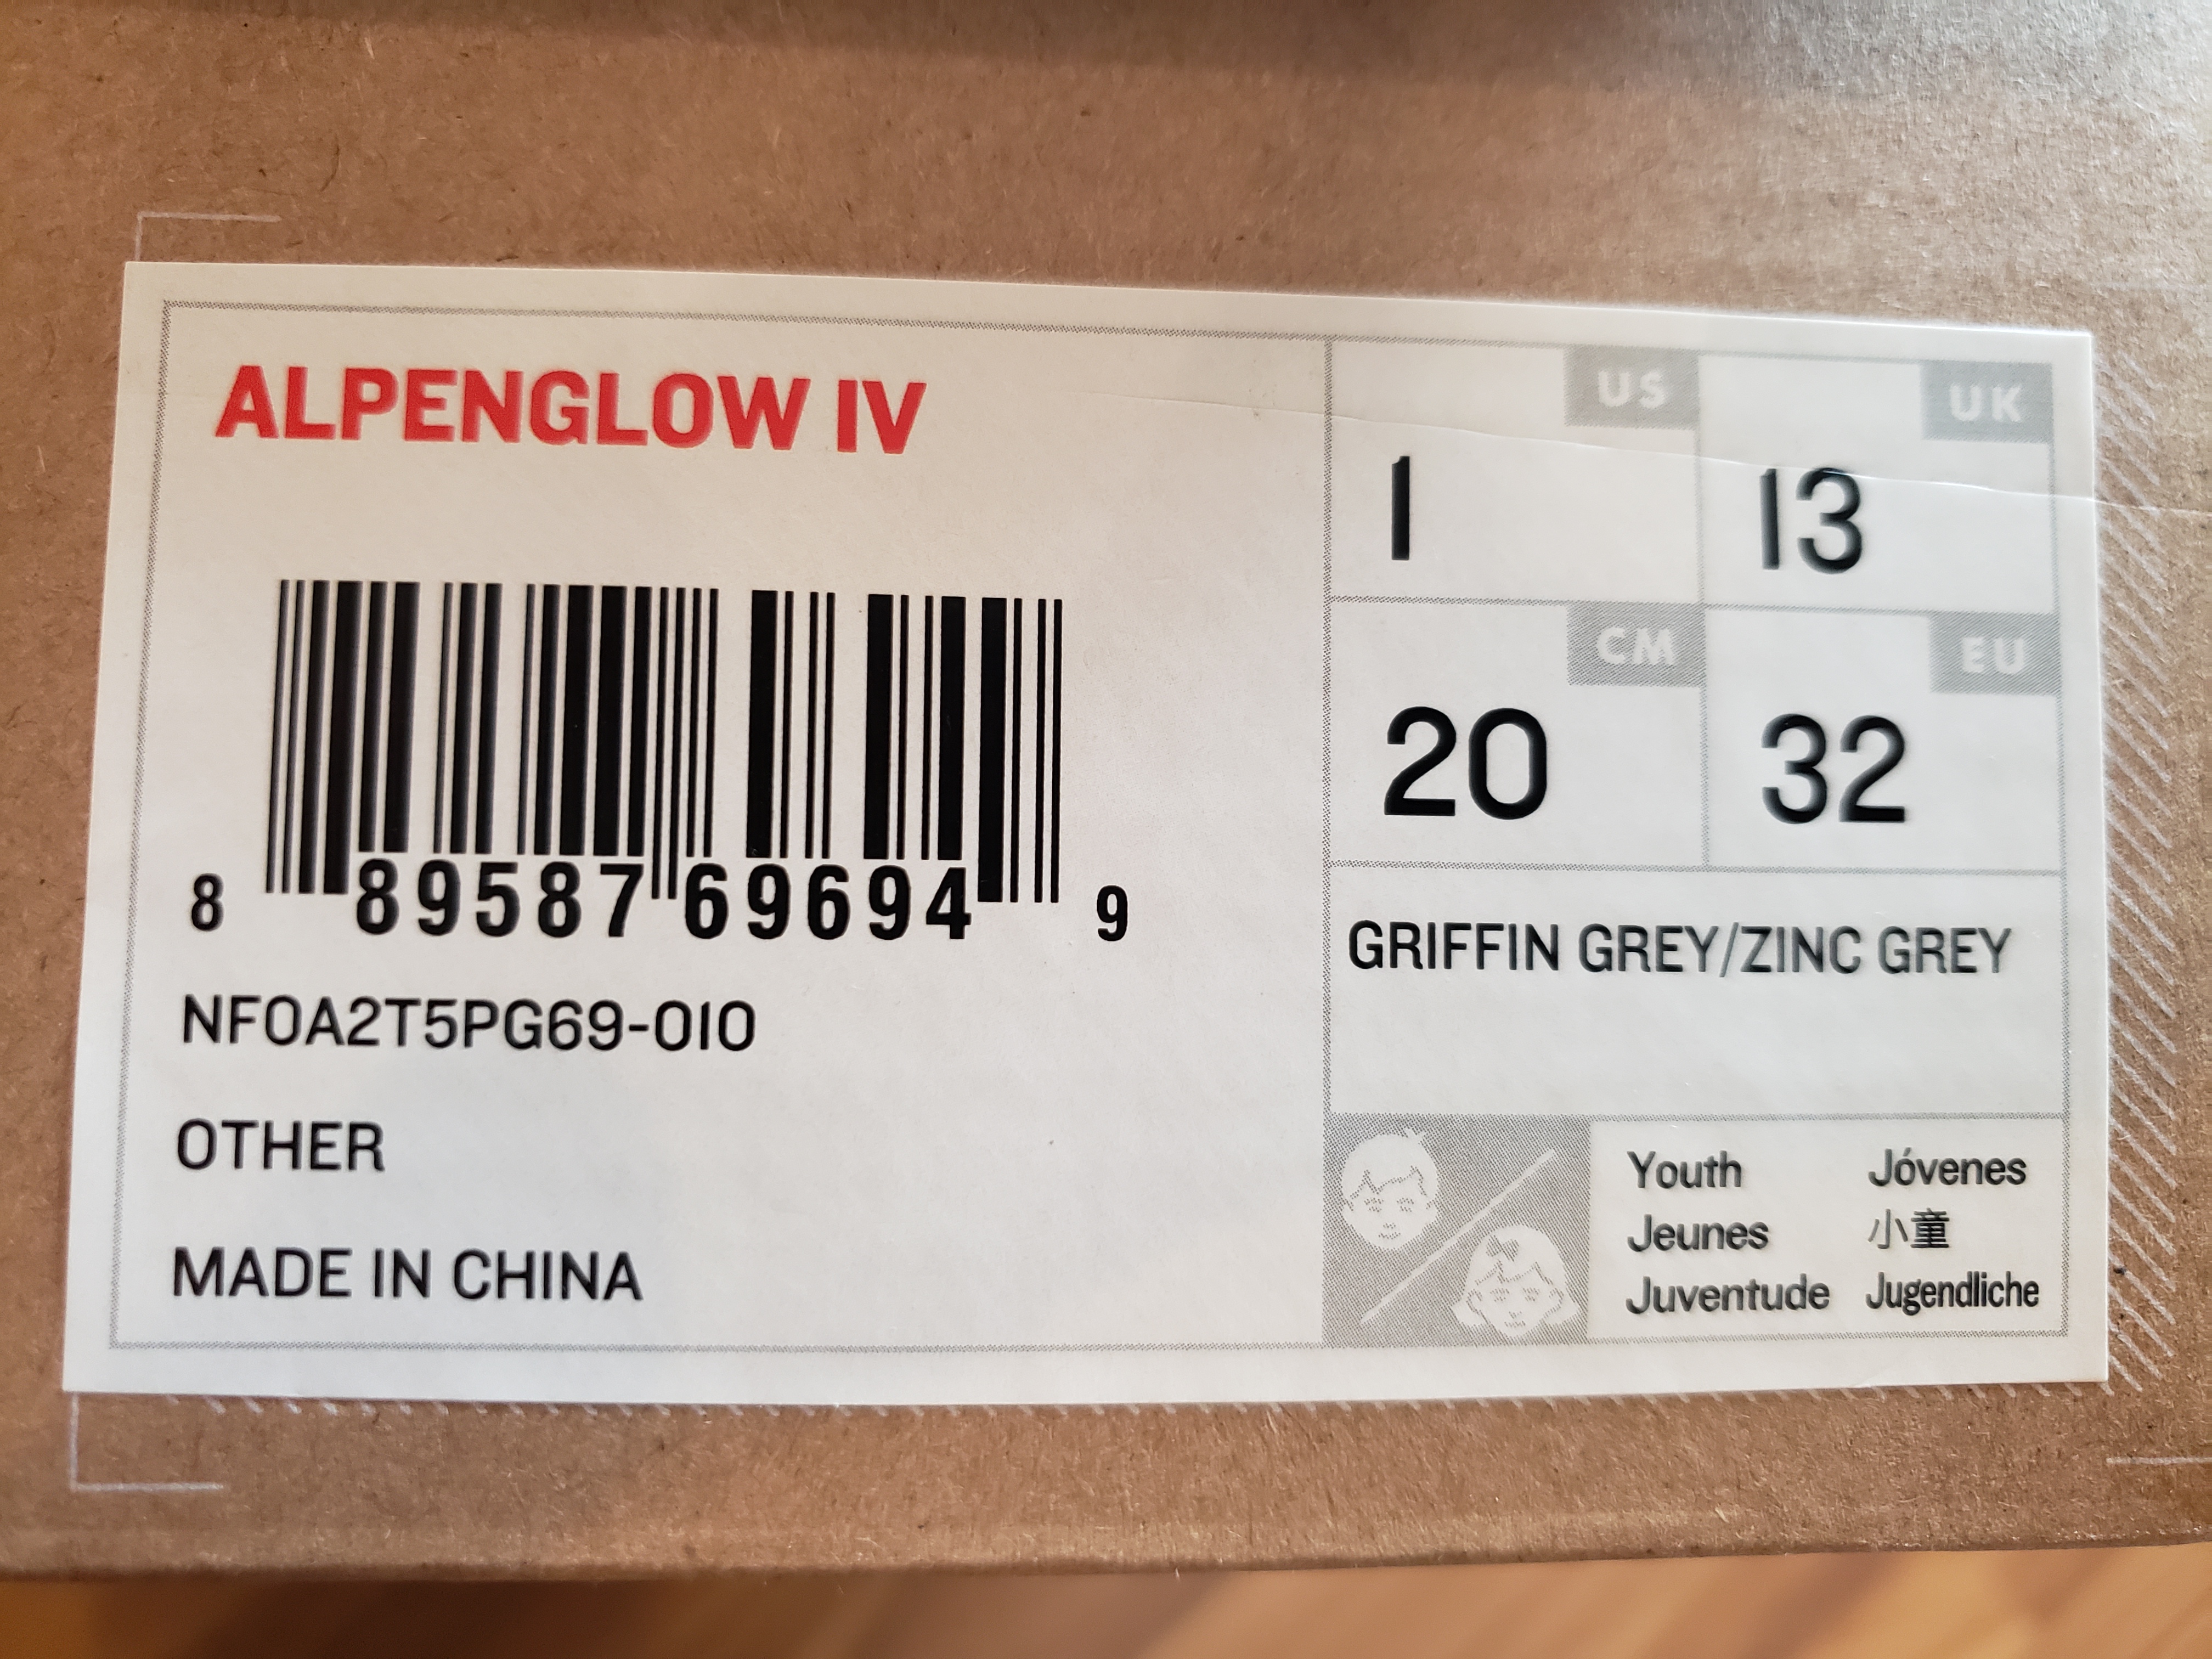 ALPENGLOW IV
8 89587 69694 9
NF0A2T5PG69-010
OTHER
MADE IN CHINA
US
1
UK
13
CM
20
EU
32
GRIFFIN GREY/ZINC GREY
Youth Jóvenes
Jeunes 小童
Juventude Jugendliche